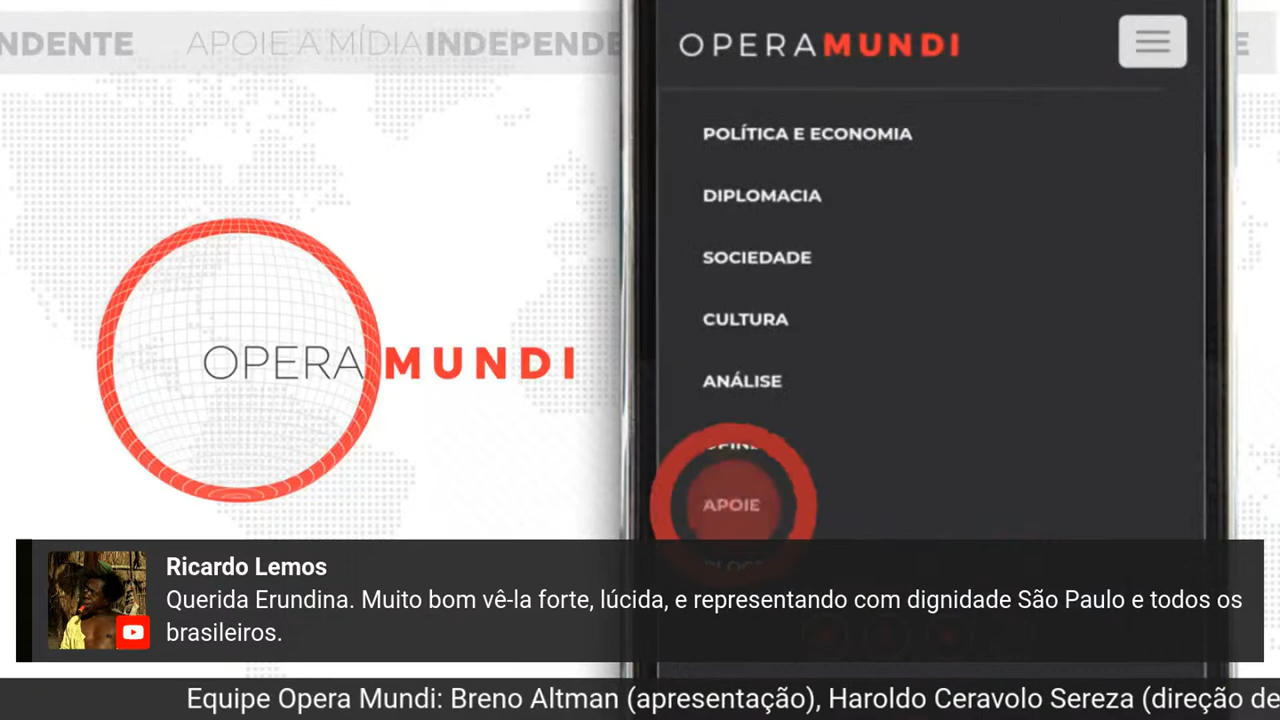 NDENTE APOIE A MÍDIA INDEPENDE E
OPERAMUNDI
POLÍTICA E ECONOMIA
DIPLOMACIA
SOCIEDADE
CULTURA
ANÁLISE
APOIE
OPERA MUNDI
Ricardo Lemos
Querida Erundina. Muito bom vê-la forte, lúcida, e representando com dignidade São Paulo e todos os
brasileiros.
Equipe Opera Mundi: Breno Altman (apresentação), Haroldo Ceravolo Sereza (direção de